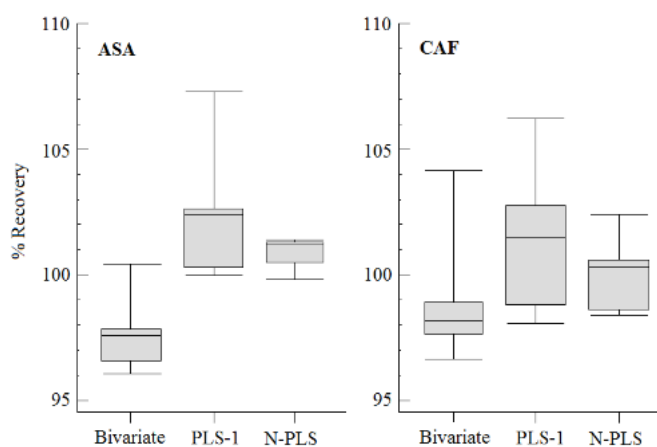 ASA
% Recovery
110
105
100
95
Bivariate PLS-1 N-PLS
CAF
110
105
100
95
Bivariate PLS-1 N-PLS